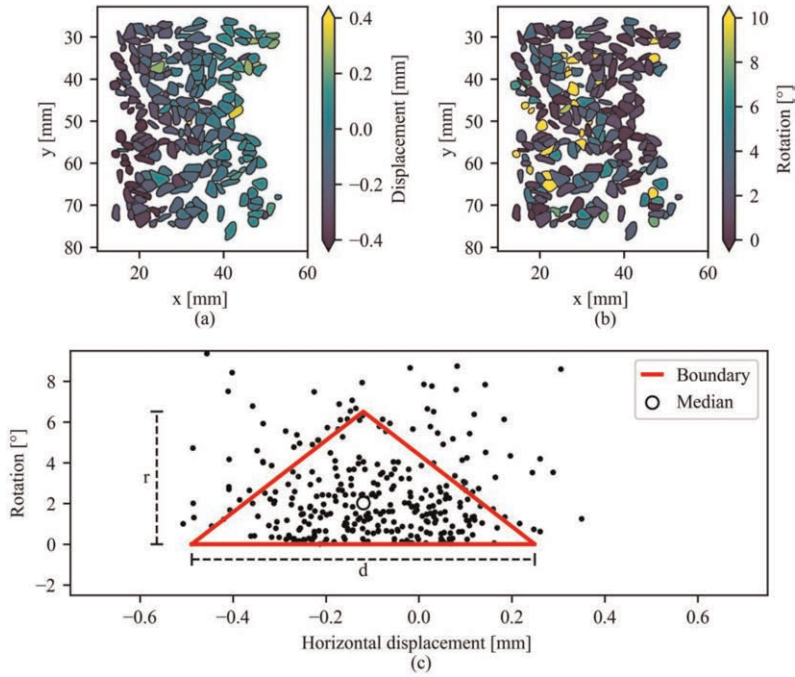 30
40
50
60
70
80
y [mm]
20
40
60
x [mm]
(a)
0.4
0.2
0.0
−0.2
−0.4
Displacement [mm]
30
40
50
60
70
80
y [mm]
20
40
60
x [mm]
(b)
10
8
6
4
2
0
Rotation [°]
8
6
4
2
0
−2
Rotation [°]
r
d
Boundary
Median
−0.6
−0.4
−0.2
0.0
0.2
0.4
0.6
Horizontal displacement [mm]
(c)